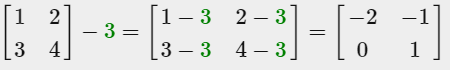 [1 2 3 4] − 3 = [1 − 3 2 − 3 3 − 3 4 − 3] = [−2 −1 0 1]